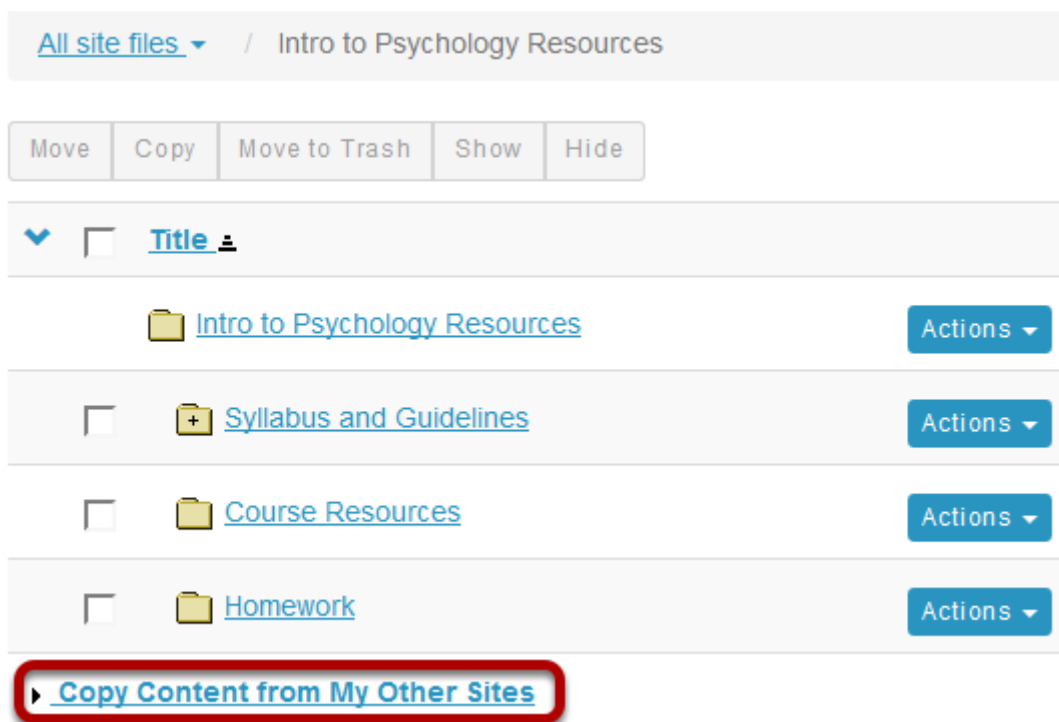 All site files / Intro to Psychology Resources
Move Copy Move to Trash Show Hide
Title
Intro to Psychology Resources Actions
Syllabus and Guidelines Actions
Course Resources Actions
Homework Actions
Copy Content from My Other Sites